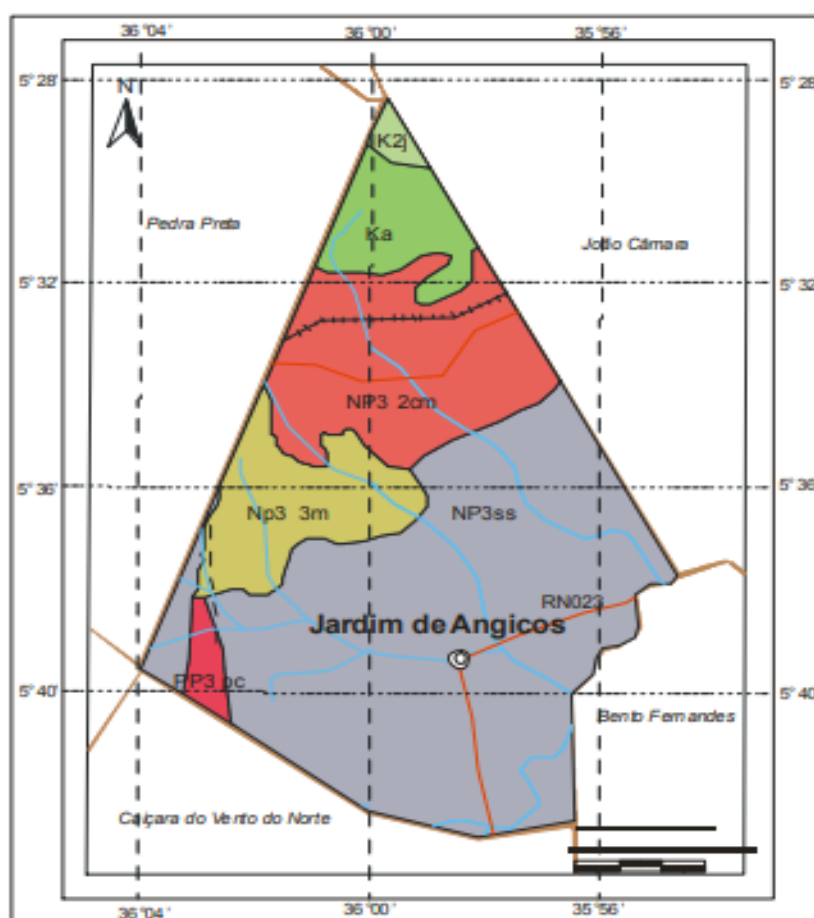 36°04' 36°00' 35°56'
5°28' 5°28'
N
K2j
Pedra Preta
Ka
João Câmara
5°32' 5°32'
NP3 2cm
5°36' 5°36'
Np3 3m
NP3ss
RN023
Jardim de Angicos
PP3 pc
5°40' 5°40'
Bento Fernandes
Caiçara do Vento do Norte
36°04' 36°00' 35°56'